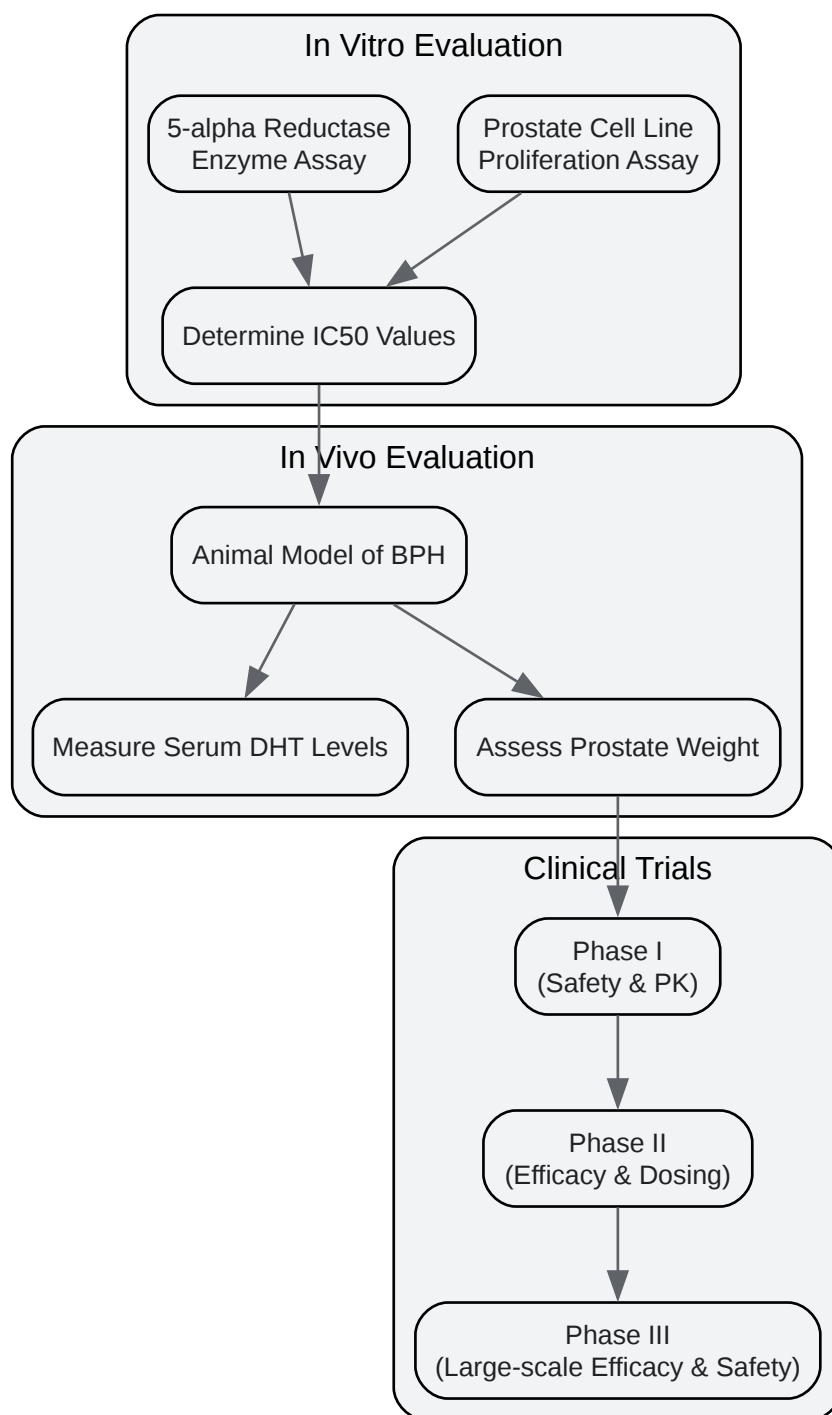 In Vitro Evaluation
5-alpha Reductase
Enzyme Assay
Prostate Cell Line
Proliferation Assay
Determine IC50 Values
In Vivo Evaluation
Animal Model of BPH
Measure Serum DHT Levels
Assess Prostate Weight
Clinical Trials
Phase I
(Safety & PK)
Phase II
(Efficacy & Dosing)
Phase III
(Large-scale Efficacy & Safety)